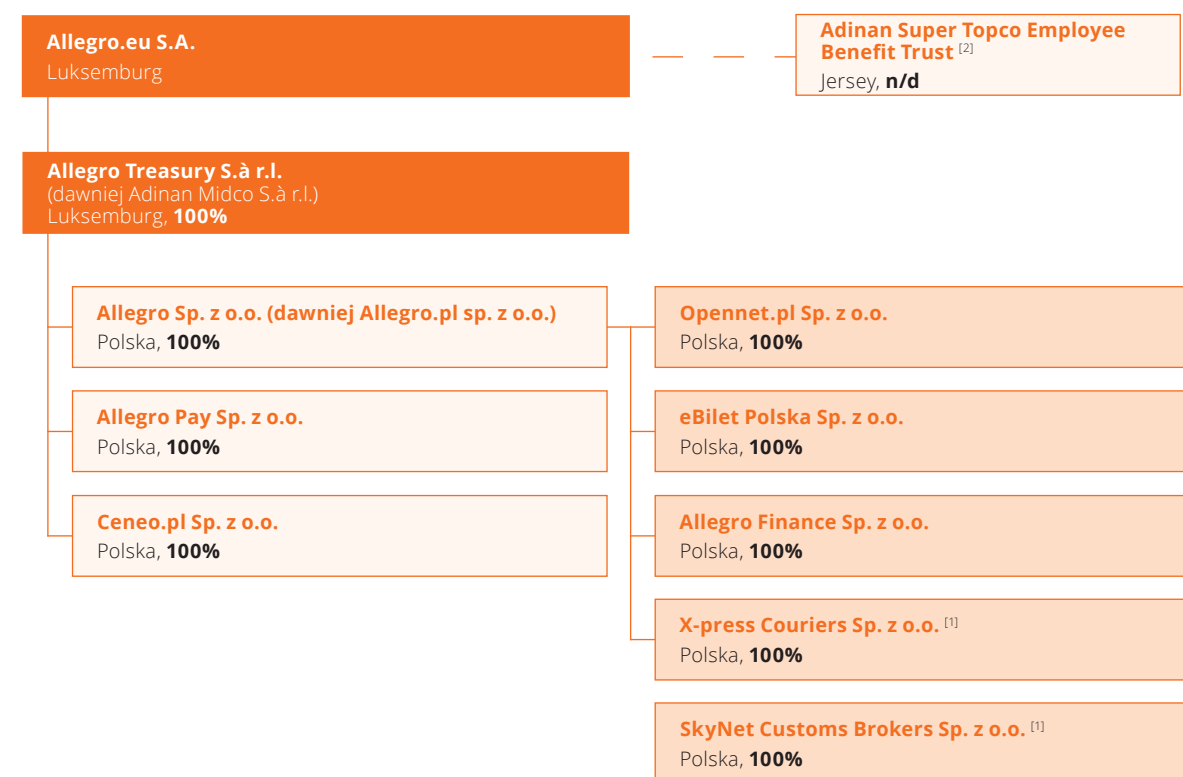 Allegro.eu S.A.
Luksemburg
Adinan Super Topco Employee
Benefit Trust [2]
Jersey, n/d
Allegro Treasury S.à r.l.
(dawniej Adinan Midco S.à r.l.)
Luksemburg, 100%
Allegro Sp. z o.o. (dawniej Allegro.pl sp. z o.o.)
Polska, 100%
Allegro Pay Sp. z o.o.
Polska, 100%
Ceneo.pl Sp. z o.o.
Polska, 100%
Opennet.pl Sp. z o.o.
Polska, 100%
eBilet Polska Sp. z o.o.
Polska, 100%
Allegro Finance Sp. z o.o.
Polska, 100%
X-press Couriers Sp. z o.o. [1]
Polska, 100%
SkyNet Customs Brokers Sp. z o.o. [1]
Polska, 100%